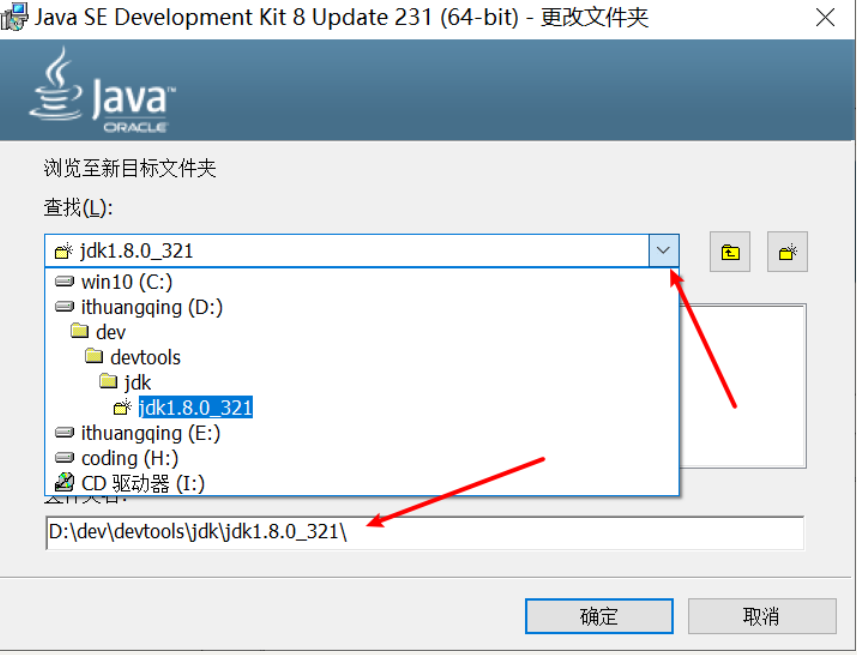 Java SE Development Kit 8 Update 231 (64-bit) - 更改文件夹
Java™
ORACLE
浏览至新目标文件夹
查找(L):
jdk1.8.0_321
win10 (C:)
ithuangqing (D:)
dev
devtools
jdk
jdk1.8.0_321
ithuangqing (E:)
coding (H:)
CD 驱动器 (I:)
D:\dev\devtools\jdk\jdk1.8.0_321\
确定
取消